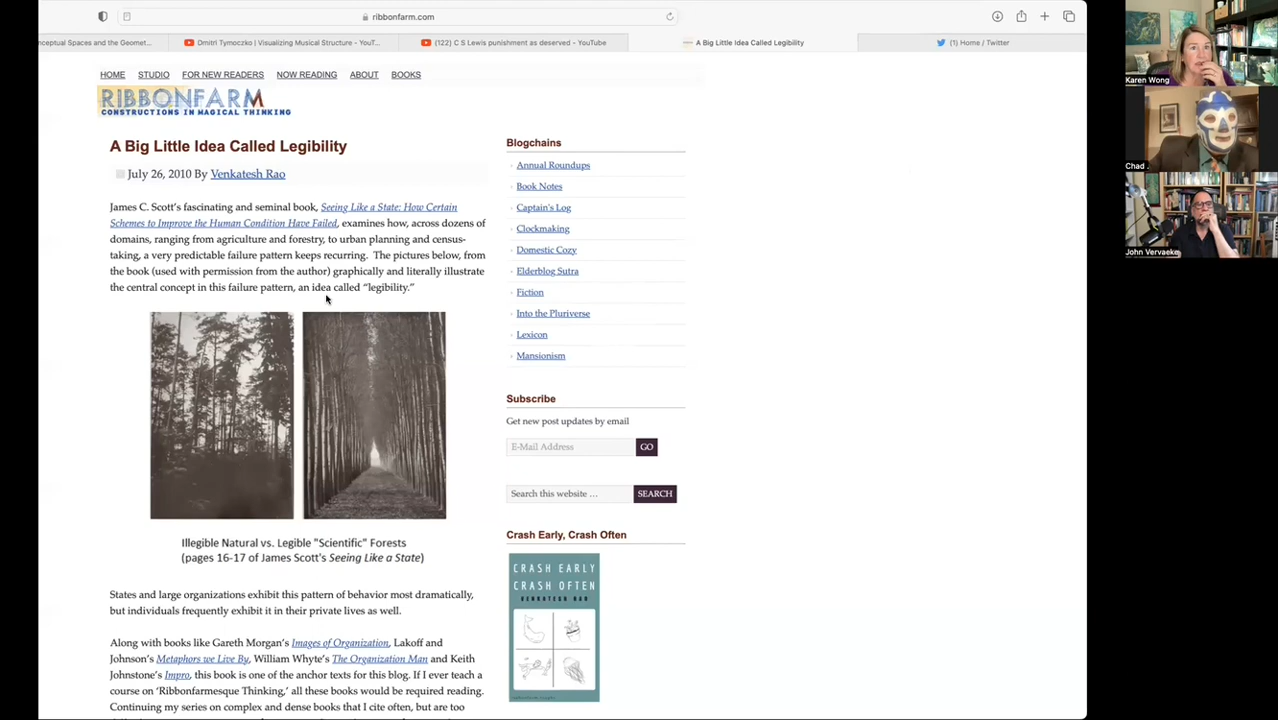 ribbonfarm.com
onceptual Spaces and the Geomet...
Dmitri Tymoczko | Visualizing Musical Structure - YouT...
(122) C S Lewis punishment as deserved - YouTube
A Big Little Idea Called Legibility
(1) Home / Twitter
HOME
STUDIO
FOR NEW READERS
NOW READING
ABOUT
BOOKS
RIBBONFARM
CONSTRUCTIONS IN MAGICAL THINKING
A Big Little Idea Called Legibility
July 26, 2010 By Venkatesh Rao
James C. Scott's fascinating and seminal book, Seeing Like a State: How Certain
Schemes to Improve the Human Condition Have Failed, examines how, across dozens of
domains, ranging from agriculture and forestry, to urban planning and census-
taking, a very predictable failure pattern keeps recurring. The pictures below, from
the book (used with permission from the author) graphically and literally illustrate
the central concept in this failure pattern, an idea called "legibility."
Illegible Natural vs. Legible "Scientific" Forests
(pages 16-17 of James Scott's Seeing Like a State)
States and large organizations exhibit this pattern of behavior most dramatically,
but individuals frequently exhibit it in their private lives as well.
Along with books like Gareth Morgan's Images of Organization, Lakoff and
Johnson's Metaphors we Live By, William Whyte's The Organization Man and Keith
Johnstone's Impro, this book is one of the anchor texts for this blog. If I ever teach a
course on 'Ribbonfarmesque Thinking,' all these books would be required reading.
Continuing my series on complex and dense books that I cite often, but are too
Blogchains
Annual Roundups
Book Notes
Captain's Log
Clockmaking
Domestic Cozy
Elderblog Sutra
Fiction
Into the Pluriverse
Lexicon
Mansionism
Subscribe
Get new post updates by email
E-Mail Address
GO
Search this website …
SEARCH
Crash Early, Crash Often
CRASH EARLY
CRASH OFTEN
VENKATESH RAO
Karen Wong
Chad .
John Vervaeke